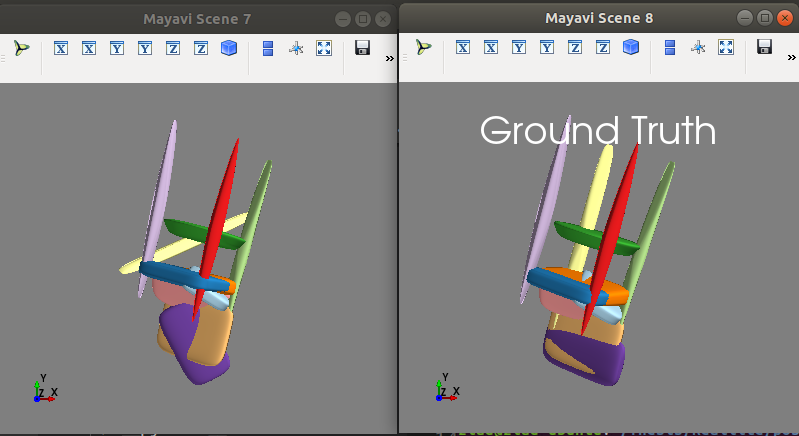 Mayavi Scene 7
Mayavi Scene 8
X X Y Y Z Z
»
X X Y Y Z Z
»
Ground Truth
Y
Z X
Y
Z X